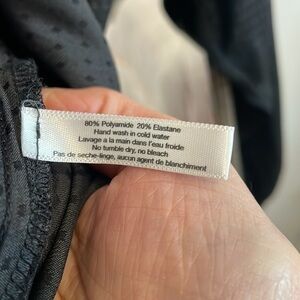 80% Polyamide 20% Elastane
Hand wash in cold water
Lavage a la main dans l'eau froide
No tumble dry, no bleach
Pas de seche-linge, aucun agent de blanchiment